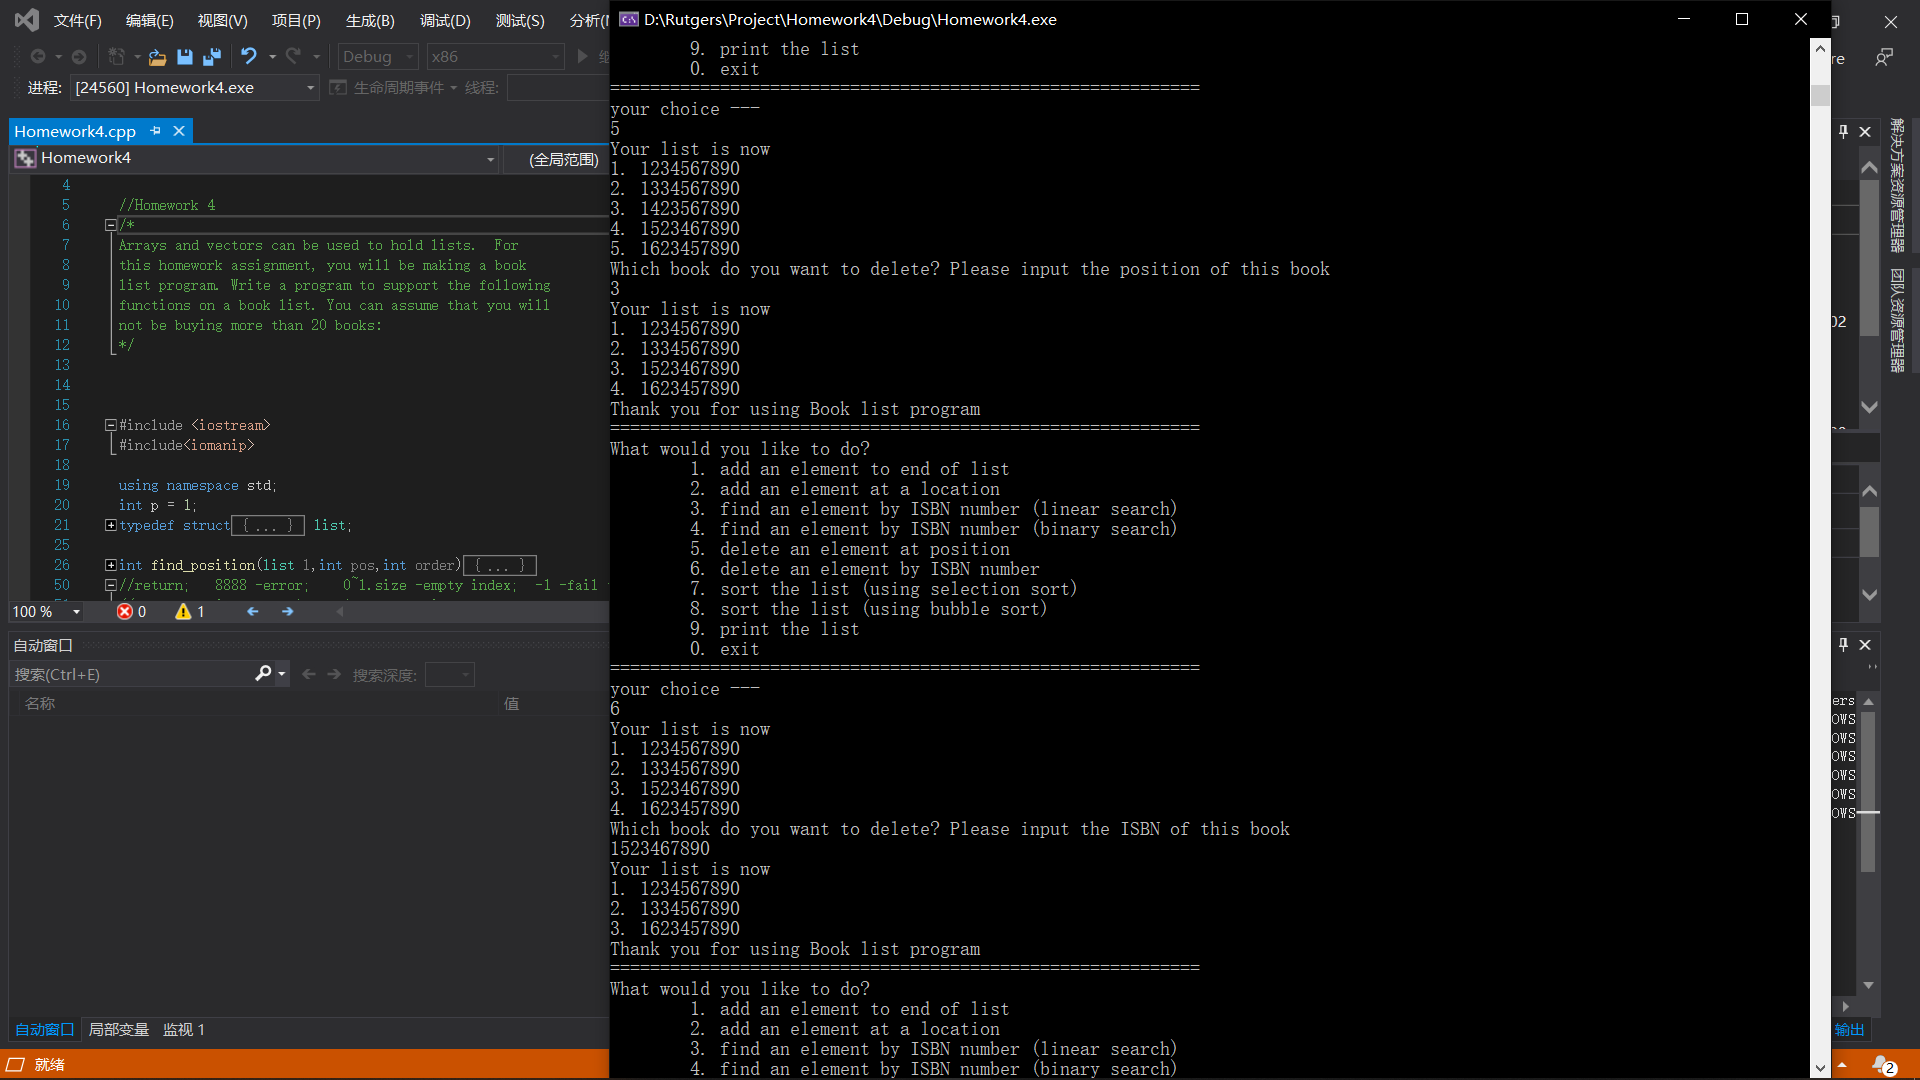 文件(F) 编辑(E) 视图(V) 项目(P) 生成(B) 调试(D) 测试(S)
Debug x86
进程: [24560] Homework4.exe 生命周期事件 线程:
Homework4.cpp
Homework4 (全局范围)
4
5 //Homework 4
6 /*
7 Arrays and vectors can be used to hold lists.  For
8 this homework assignment, you will be making a book
9 list program. Write a program to support the following
10 functions on a book list. You can assume that you will
11 not be buying more than 20 books:
12 */
13
14
15
16 #include <iostream>
17 #include<iomanip>
18
19 using namespace std;
20 int p = 1;
21 typedef struct{ ... } list;
25
26 int find_position(list l,int pos,int order){ ... }
50 //return;   8888 -error;    0~l.size -empty index;  -1 -fail
100 % 0 1
自动窗口
搜索(Ctrl+E) 搜索深度:
名称 值
自动窗口 局部变量 监视 1
就绪
D:\Rutgers\Project\Homework4\Debug\Homework4.exe
9. print the list
0. exit
===========================================================
your choice ---
5
Your list is now
1. 1234567890
2. 1334567890
3. 1423567890
4. 1523467890
5. 1623457890
Which book do you want to delete? Please input the position of this book
3
Your list is now
1. 1234567890
2. 1334567890
3. 1523467890
4. 1623457890
Thank you for using Book list program
===========================================================
What would you like to do?
1. add an element to end of list
2. add an element at a location
3. find an element by ISBN number (linear search)
4. find an element by ISBN number (binary search)
5. delete an element at position
6. delete an element by ISBN number
7. sort the list (using selection sort)
8. sort the list (using bubble sort)
9. print the list
0. exit
===========================================================
your choice ---
6
Your list is now
1. 1234567890
2. 1334567890
3. 1523467890
4. 1623457890
Which book do you want to delete? Please input the ISBN of this book
1523467890
Your list is now
1. 1234567890
2. 1334567890
3. 1623457890
Thank you for using Book list program
===========================================================
What would you like to do?
1. add an element to end of list
2. add an element at a location
3. find an element by ISBN number (linear search)
4. find an element by ISBN number (binary search)
解决方案资源管理器
团队资源管理器
输出
2